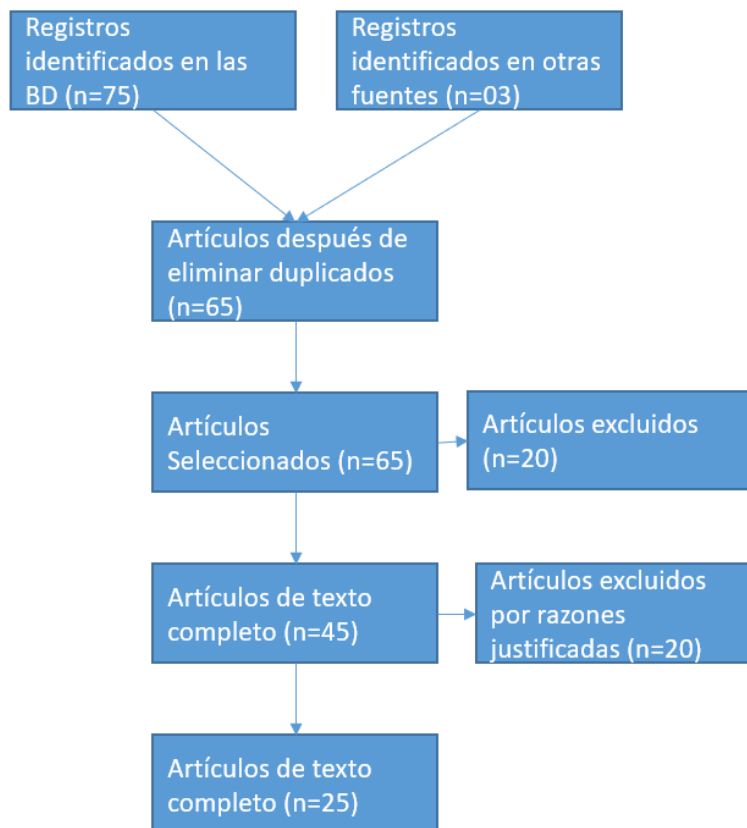 Registros
identificados en las
BD (n=75)
Registros
identificados en otras
fuentes (n=03)
Artículos después de
eliminar duplicados
(n=65)
Artículos
Seleccionados (n=65)
Artículos excluidos
(n=20)
Artículos de texto
completo (n=45)
Artículos excluidos
por razones
justificadas (n=20)
Artículos de texto
completo (n=25)